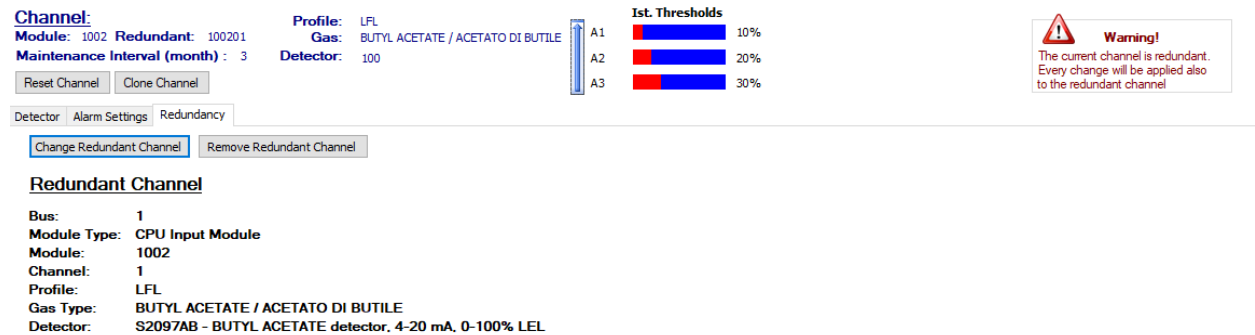 Channel:
Module: 1002 Redundant: 100201
Maintenance Interval (month) : 3
Reset Channel Clone Channel
Profile: LFL
Gas: BUTYL ACETATE / ACETATO DI BUTILE
Detector: 100
Ist. Thresholds
A1 10%
A2 20%
A3 30%
Warning!
The current channel is redundant.
Every change will be applied also
to the redundant channel
Detector Alarm Settings Redundancy
Change Redundant Channel Remove Redundant Channel
Redundant Channel
Bus: 1
Module Type: CPU Input Module
Module: 1002
Channel: 1
Profile: LFL
Gas Type: BUTYL ACETATE / ACETATO DI BUTILE
Detector: S2097AB - BUTYL ACETATE detector, 4-20 mA, 0-100% LEL